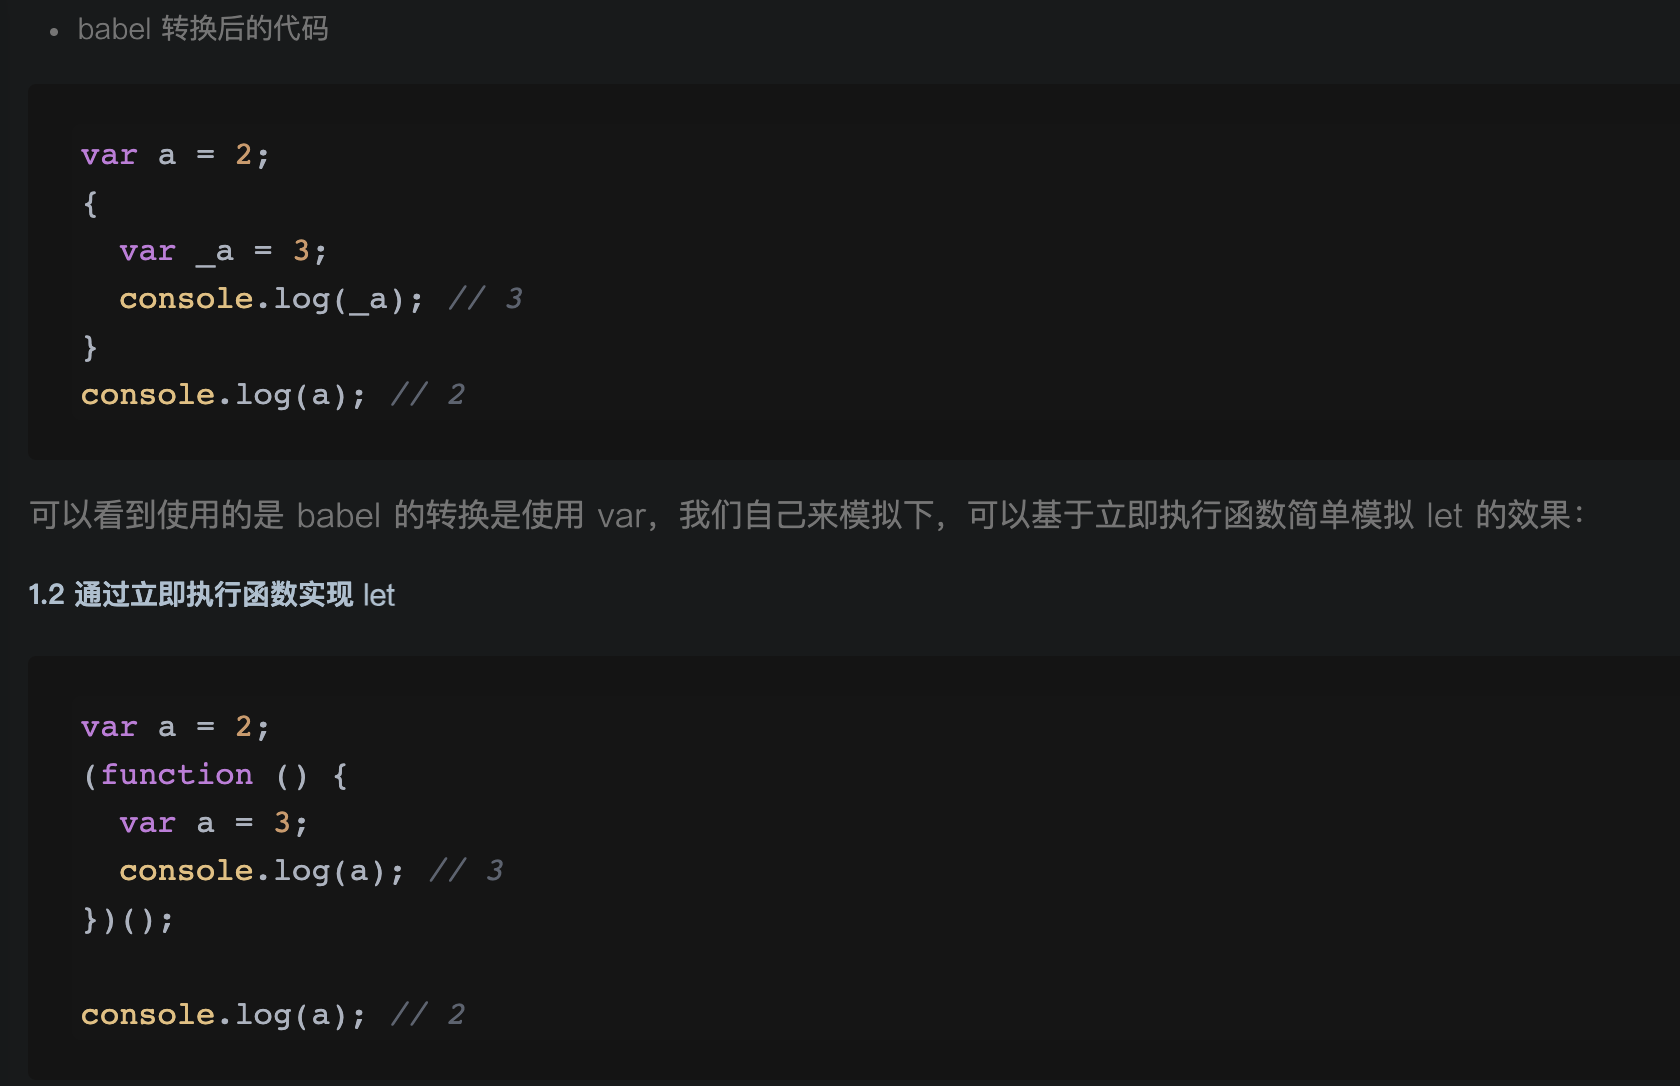 • babel 转换后的代码
var a = 2;
{
  var _a = 3;
  console.log(_a); // 3
}
console.log(a); // 2
可以看到使用的是 babel 的转换是使用 var，我们自己来模拟下，可以基于立即执行函数简单模拟 let 的效果：
1.2 通过立即执行函数实现 let
var a = 2;
(function () {
  var a = 3;
  console.log(a); // 3
})();
console.log(a); // 2